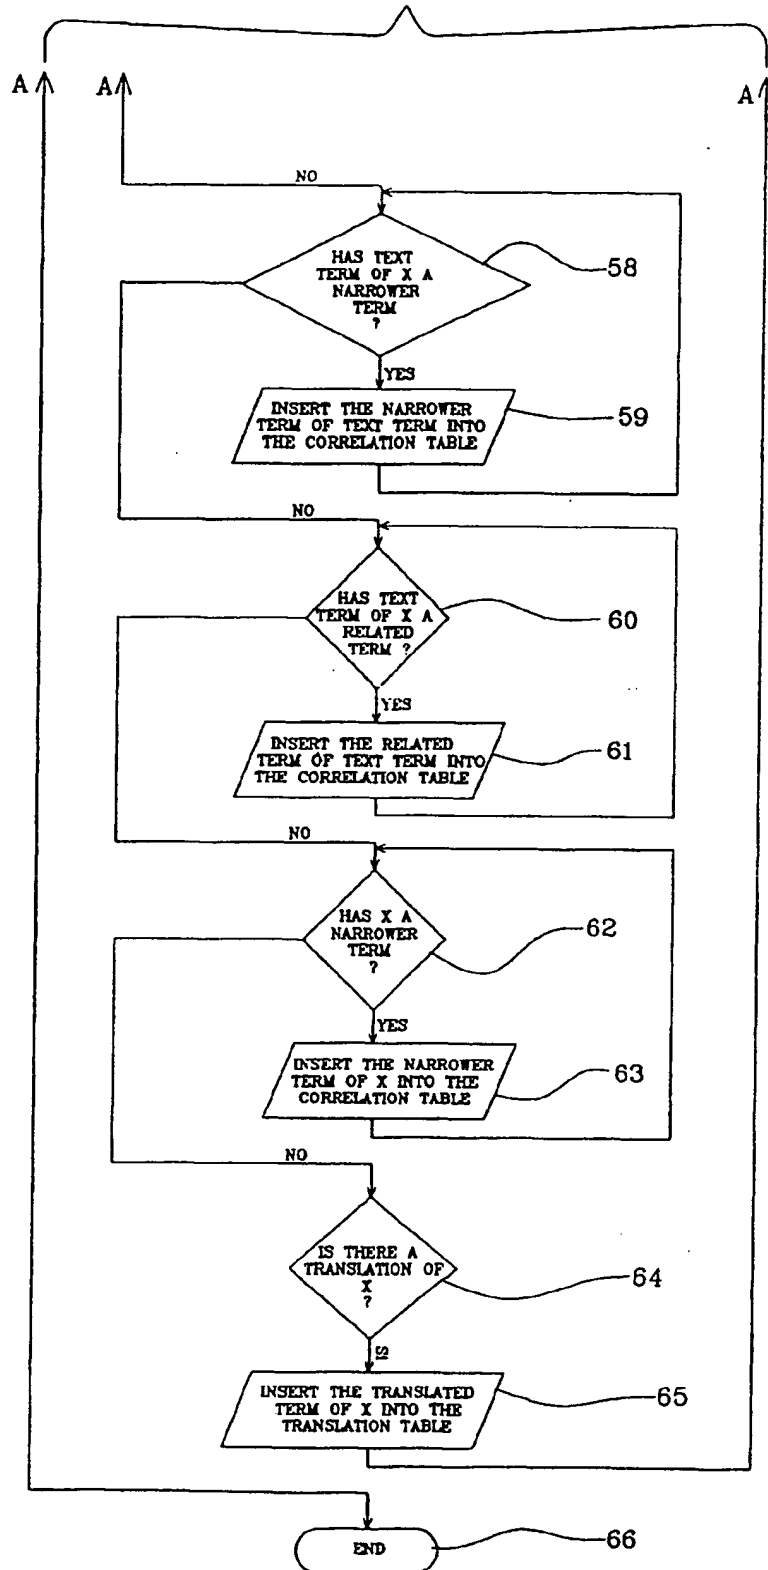 A
A
A
NO
HAS TEXT
TERM OF X A
NARROWER
TERM
?
58
YES
INSERT THE NARROWER
TERM OF TEXT TERM INTO
THE CORRELATION TABLE
59
NO
HAS TEXT
TERM OF X A
RELATED
TERM ?
60
YES
INSERT THE RELATED
TERM OF TEXT TERM INTO
THE CORRELATION TABLE
61
NO
HAS X A
NARROWER
TERM
?
62
YES
INSERT THE NARROWER
TERM OF X INTO THE
CORRELATION TABLE
63
NO
IS THERE A
TRANSLATION OF
X
?
64
SI
INSERT THE TRANSLATED
TERM OF X INTO THE
TRANSLATION TABLE
65
END
66